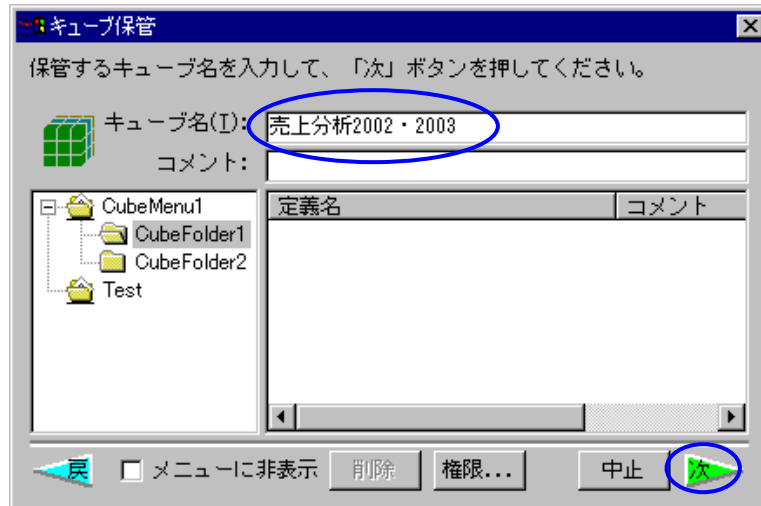 キューブ保管
保管するキューブ名を入力して、「次」ボタンを押してください。
キューブ名(I): 売上分析2002・2003
コメント:
CubeMenu1
CubeFolder1
CubeFolder2
Test
定義名 コメント
戻 メニューに非表示 削除 権限... 中止 次